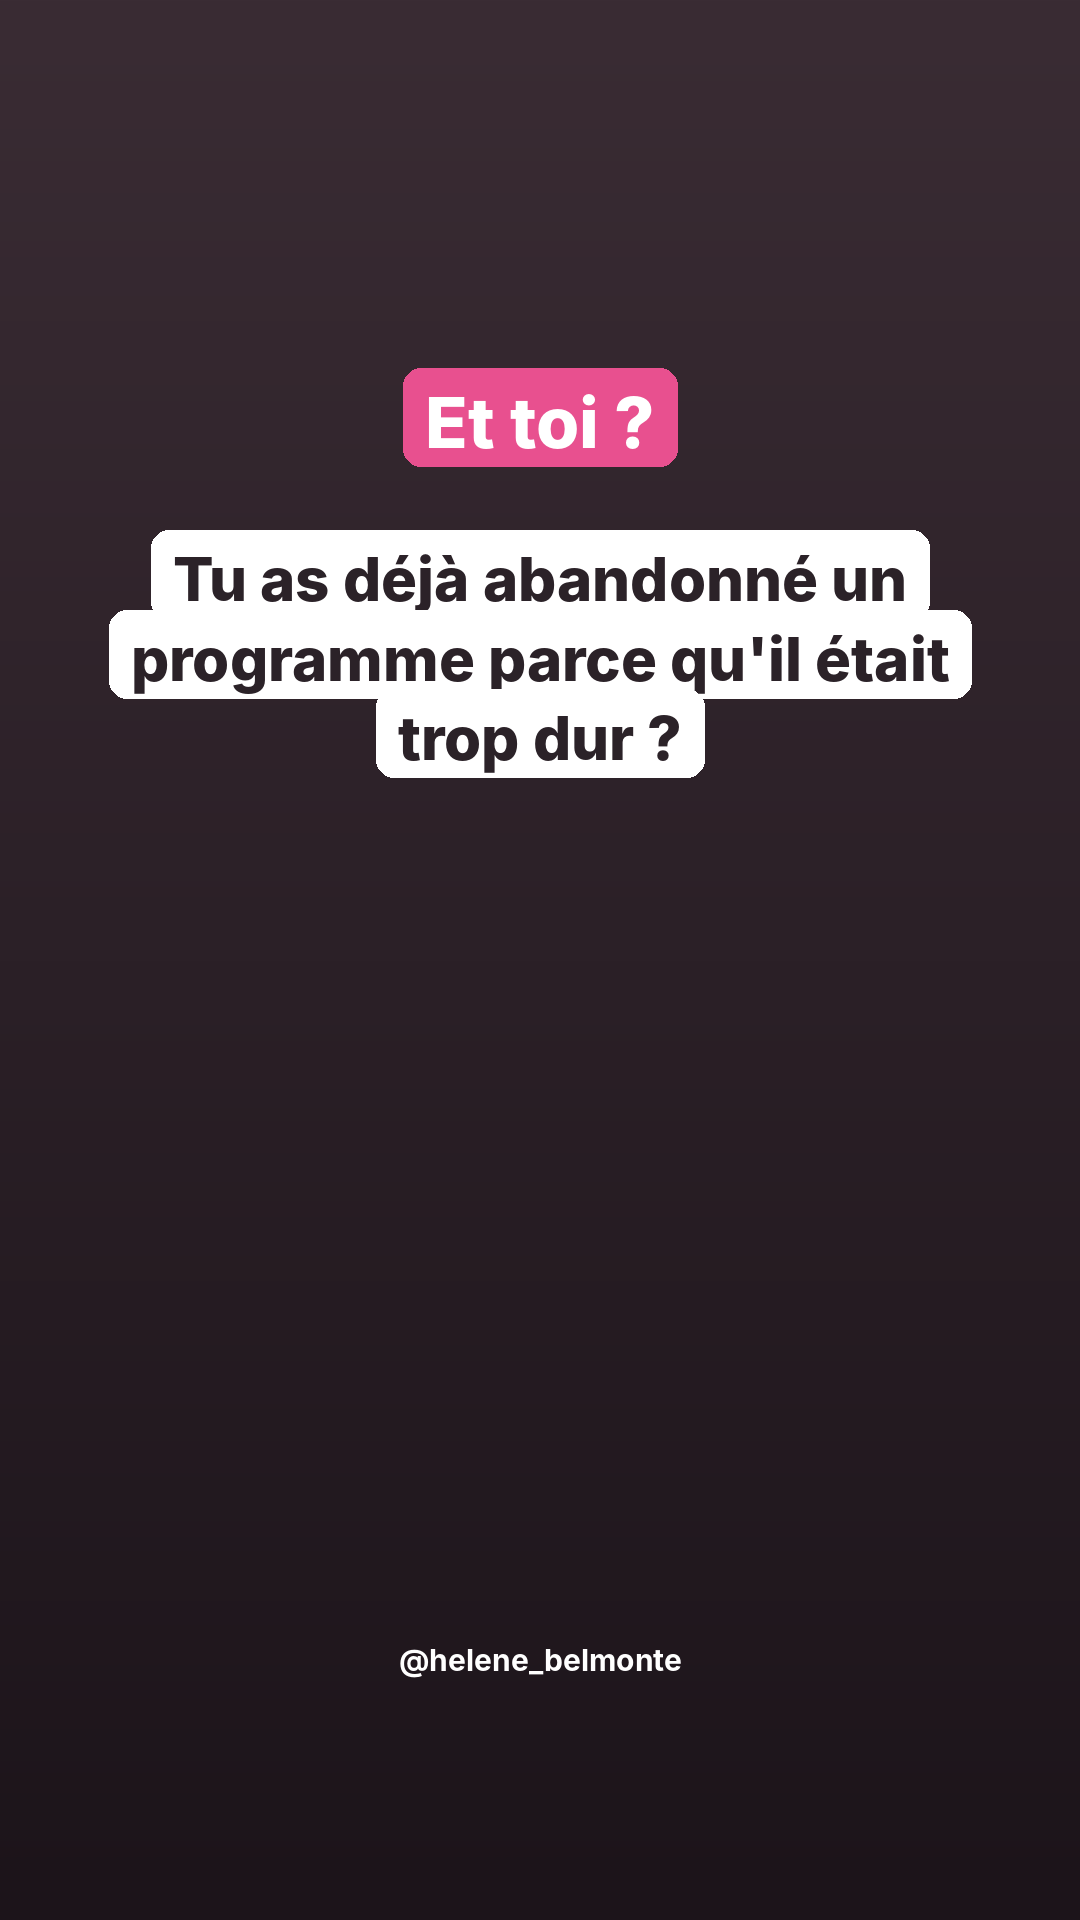 Et toi ?
Tu as déjà abandonné un
programme parce qu'il était
trop dur ?
@helene_belmonte